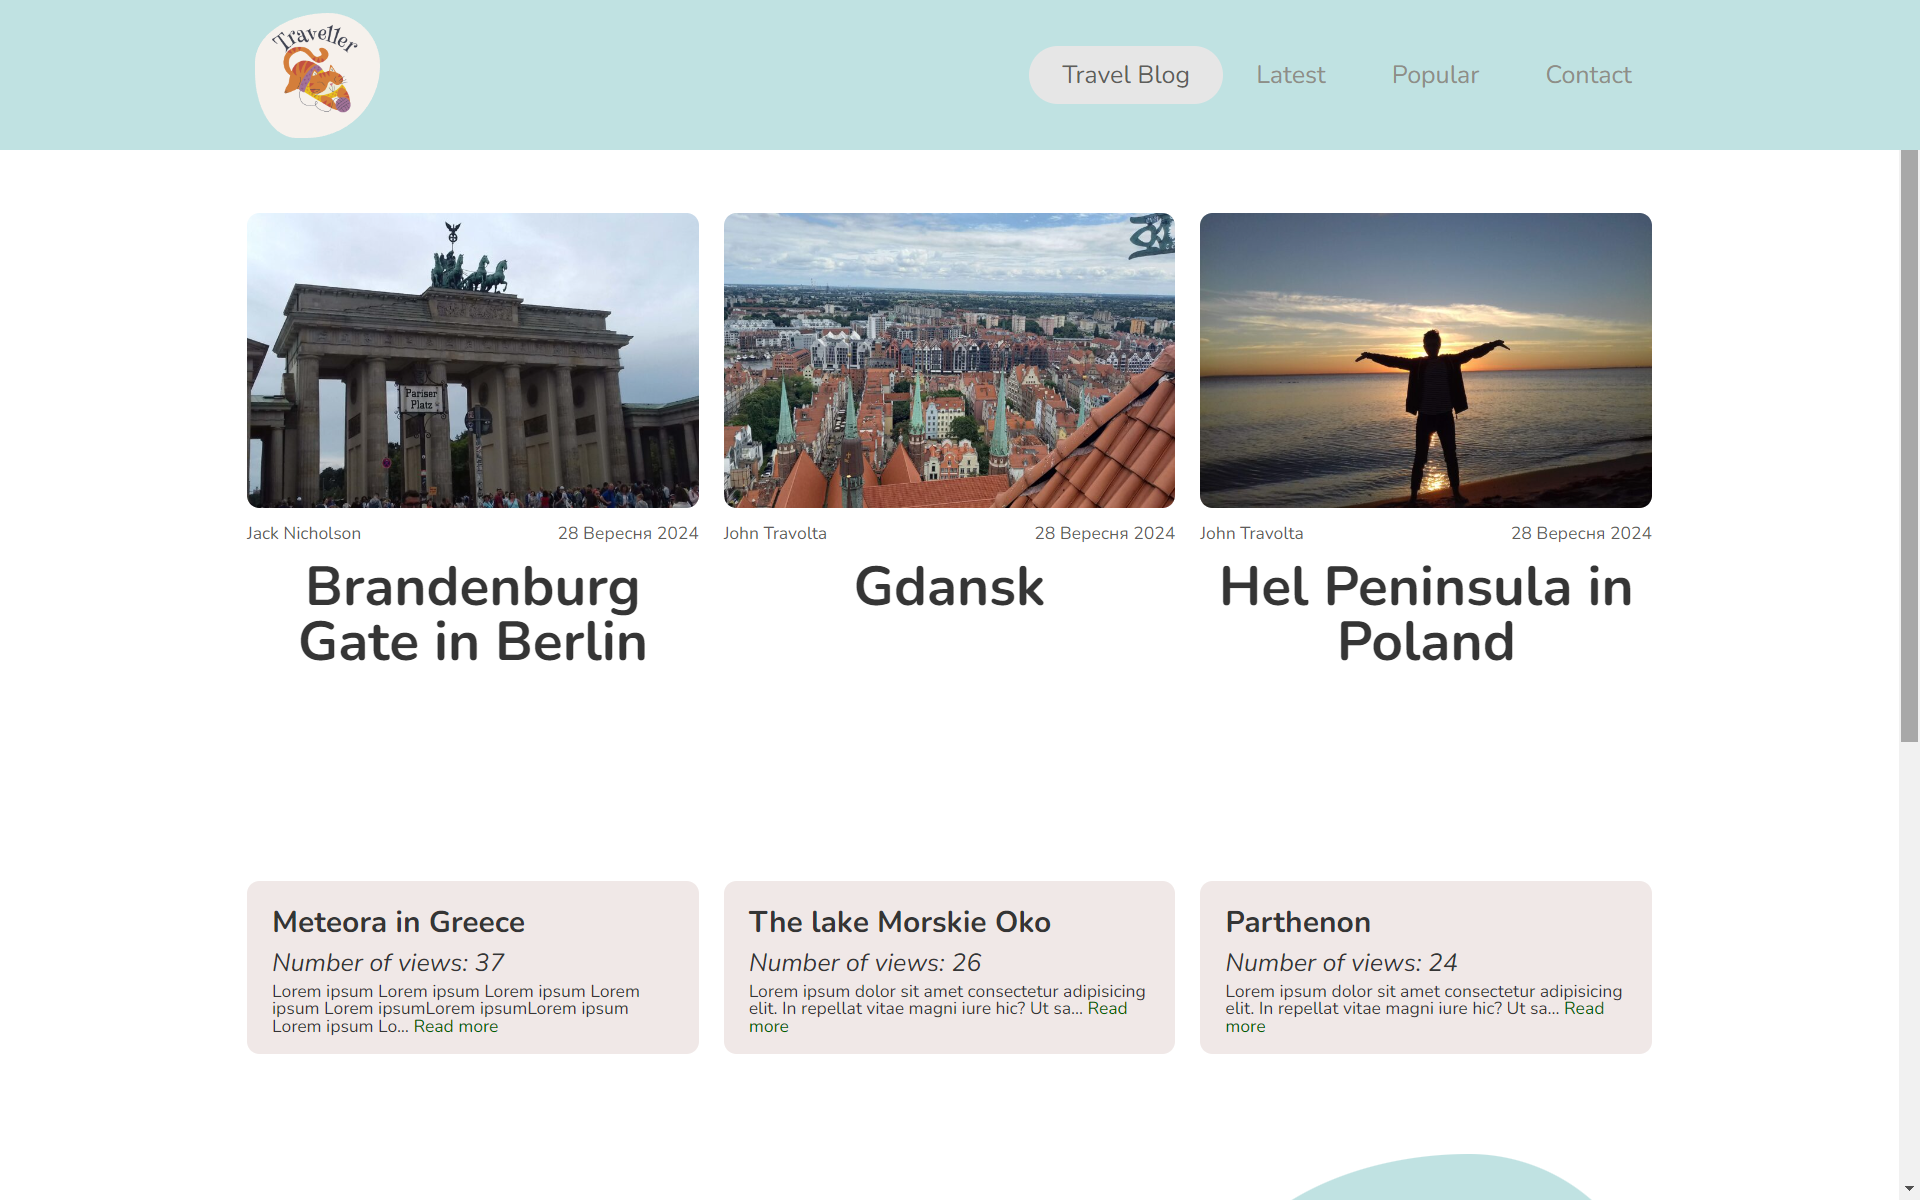 Traveller
Travel Blog
Latest
Popular
Contact
Pariser
Platz
Jack Nicholson
28 Вересня 2024
Brandenburg
Gate in Berlin
John Travolta
28 Вересня 2024
Gdansk
John Travolta
28 Вересня 2024
Hel Peninsula in
Poland
Meteora in Greece
Number of views: 37
Lorem ipsum Lorem ipsum Lorem ipsum Lorem
ipsum Lorem ipsumLorem ipsumLorem ipsum
Lorem ipsum Lo... Read more
The lake Morskie Oko
Number of views: 26
Lorem ipsum dolor sit amet consectetur adipisicing
elit. In repellat vitae magni iure hic? Ut sa... Read
more
Parthenon
Number of views: 24
Lorem ipsum dolor sit amet consectetur adipisicing
elit. In repellat vitae magni iure hic? Ut sa... Read
more